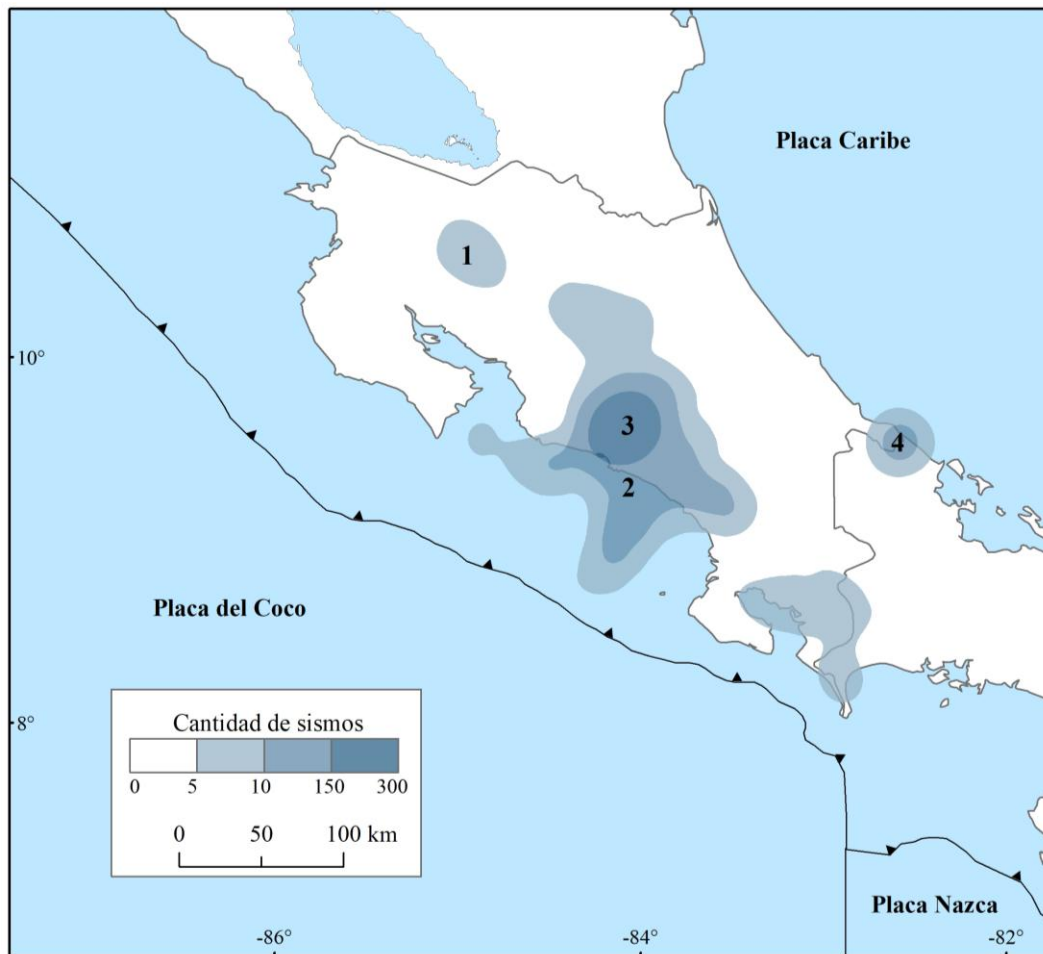 Placa Caribe
1
10°
3
4
2
Placa del Coco
Cantidad de sismos
0 5 10 150 300
0 50 100 km
8°
Placa Nazca
-86° -84° -82°